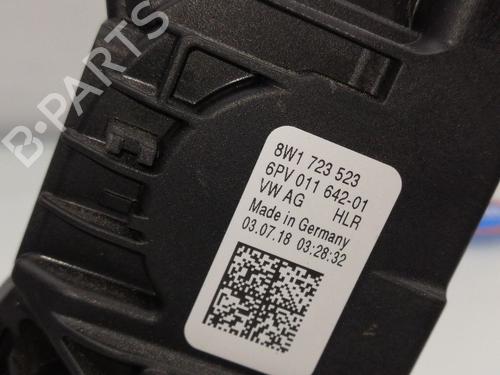 B-PARTS
8W1 723 523
6PV 011 642-01
VW AG HLR
Made in Germany
03.07.18 03:28:32